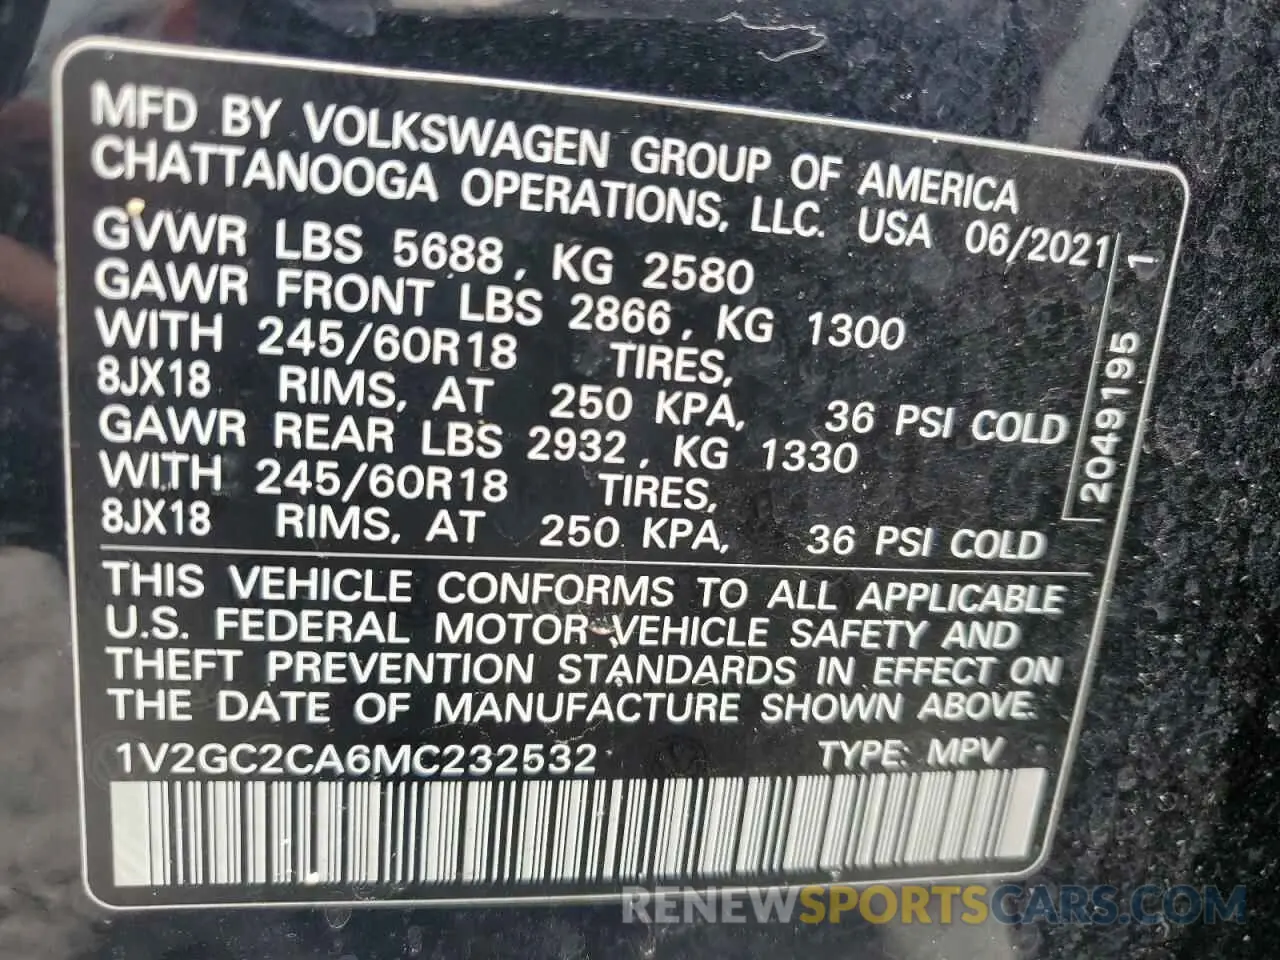 MFD BY VOLKSWAGEN GROUP OF AMERICA
CHATTANOOGA OPERATIONS, LLC. USA 06/2021
GVWR LBS 5688, KG 2580
GAWR FRONT LBS 2866, KG 1300
WITH 245/60R18 TIRES,
8JX18 RIMS, AT 250 KPA, 36 PSI COLD
GAWR REAR LBS 2932, KG 1330
WITH 245/60R18 TIRES,
8JX18 RIMS, AT 250 KPA, 36 PSI COLD
2049195 1
THIS VEHICLE CONFORMS TO ALL APPLICABLE
U.S. FEDERAL MOTOR VEHICLE SAFETY AND
THEFT PREVENTION STANDARDS IN EFFECT ON
THE DATE OF MANUFACTURE SHOWN ABOVE.
1V2GC2CA6MC232532 TYPE: MPV
RENEWSPORTSCARS.COM